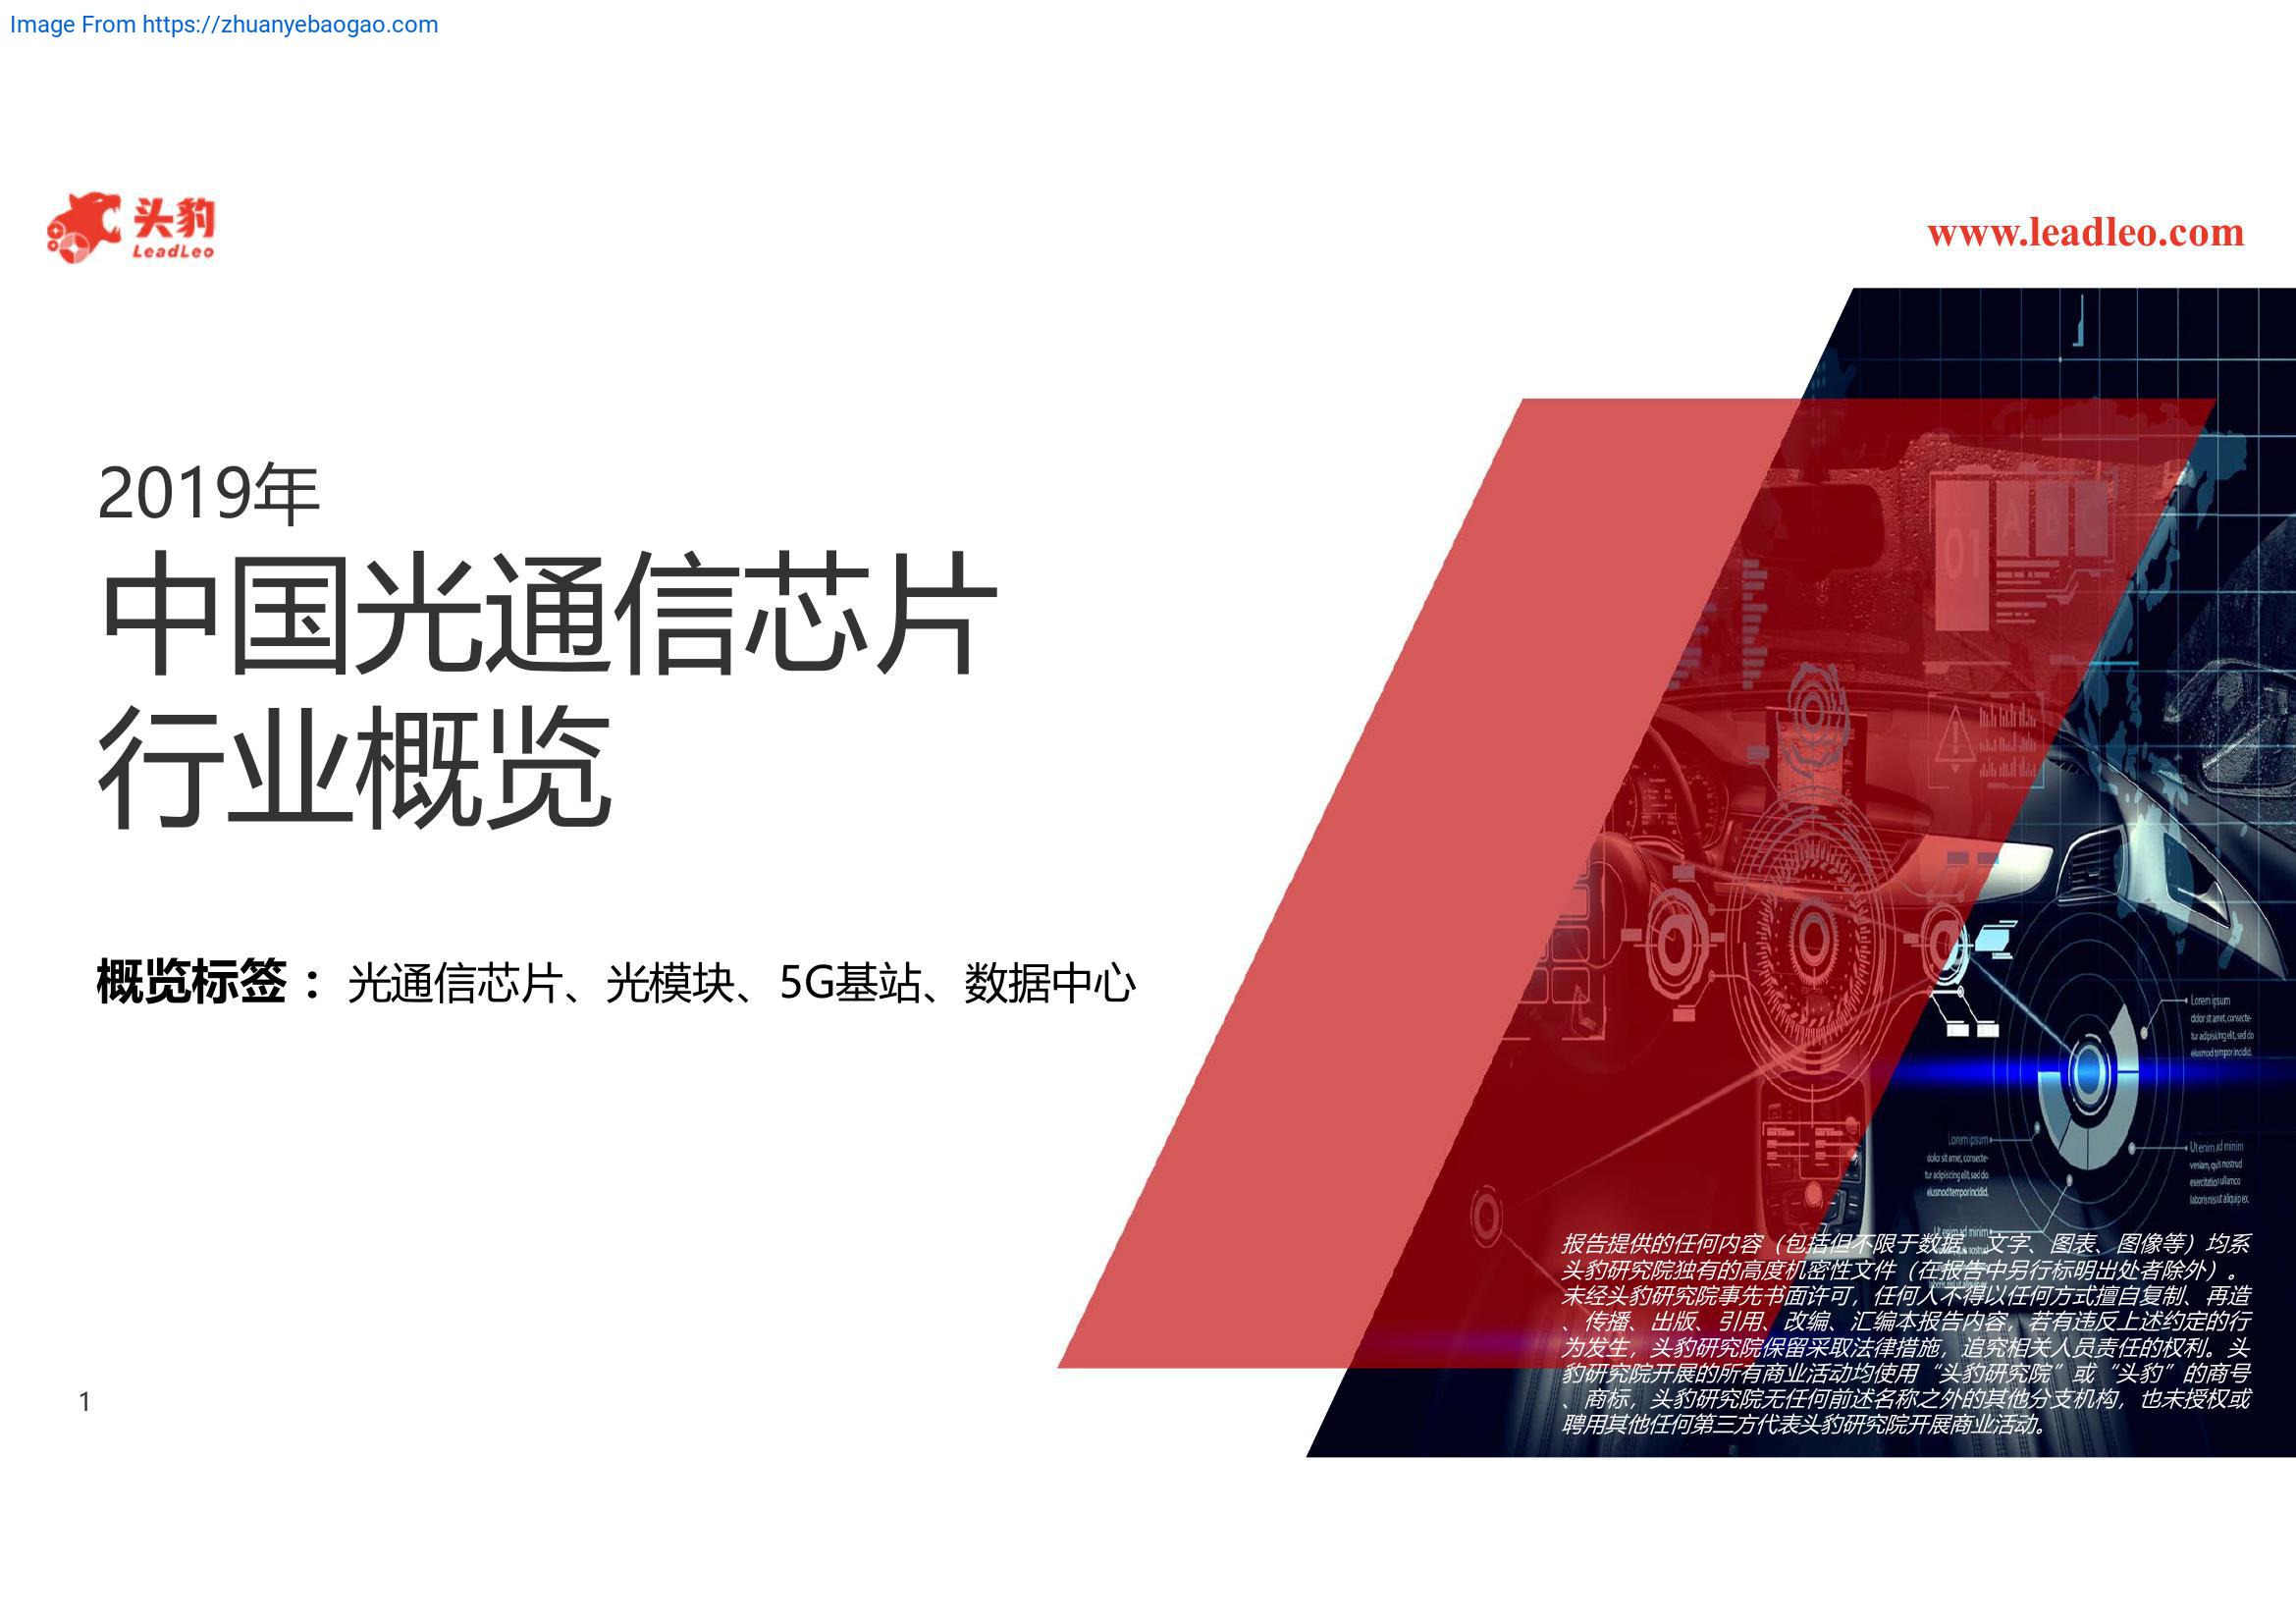 Image From https://zhuanyebaogao.com
头豹
LeadLeo
www.leadleo.com
2019年
中国光通信芯片
行业概览
概览标签： 光通信芯片、光模块、5G基站、数据中心
01
A B C
Lorem ipsum
dolor sit amet, consecte-
tur adipisicing elit, sed do
eiusmod tempor incidid.
Lorem ipsum
dolor sit amet, consecte-
tur adipiscing elit, sed do
eiusmod tempor incidid.
Ut enim ad minim
veniam, quis nostrud
exercitation ullamco
laboris nisi ut aliquip ex.
Ut enim ad minim
报告提供的任何内容（包括但不限于数据、文字、图表、图像等）均系
头豹研究院独有的高度机密性文件（在报告中另行标明出处者除外）。
未经头豹研究院事先书面许可，任何人不得以任何方式擅自复制、再造
、传播、出版、引用、改编、汇编本报告内容，若有违反上述约定的行
为发生，头豹研究院保留采取法律措施，追究相关人员责任的权利。头
豹研究院开展的所有商业活动均使用“头豹研究院”或“头豹”的商号
、商标，头豹研究院无任何前述名称之外的其他分支机构，也未授权或
聘用其他任何第三方代表头豹研究院开展商业活动。
1